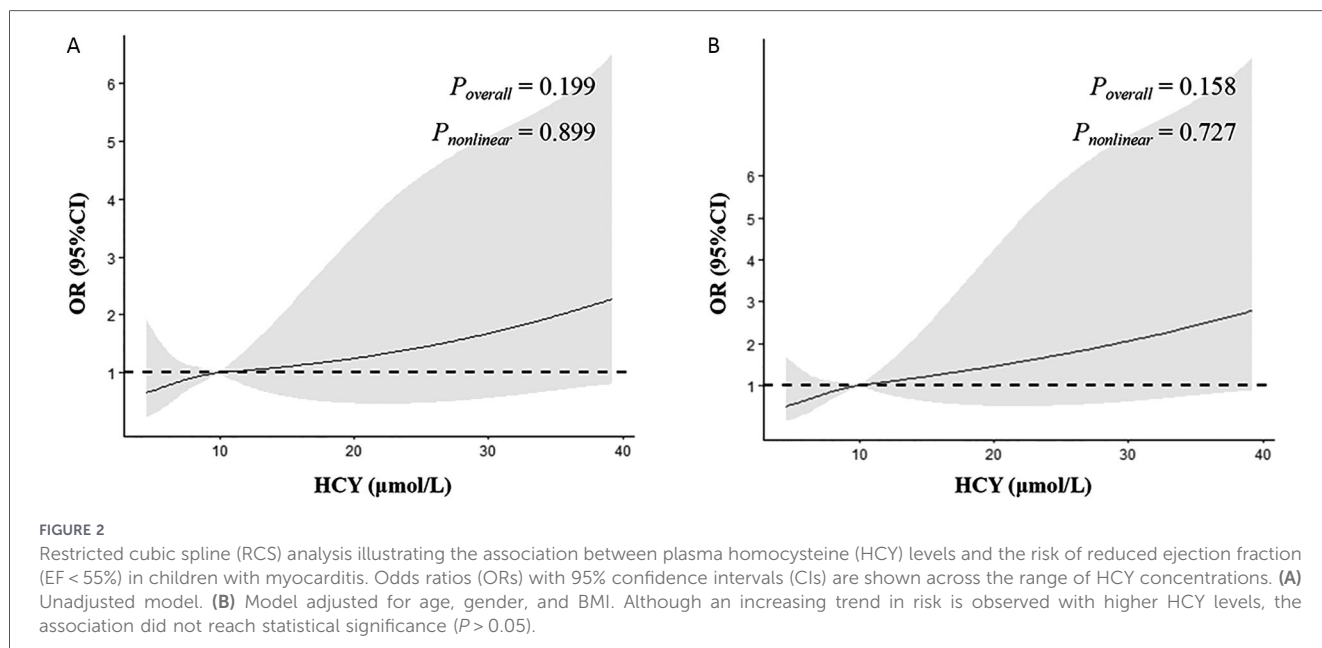 A
P_overall = 0.199
P_nonlinear = 0.899
OR (95%CI)
6
5
4
3
2
1
10
20
30
40
HCY (μmol/L)
B
P_overall = 0.158
P_nonlinear = 0.727
OR (95%CI)
6
5
4
3
2
1
10
20
30
40
HCY (μmol/L)
FIGURE 2
Restricted cubic spline (RCS) analysis illustrating the association between plasma homocysteine (HCY) levels and the risk of reduced ejection fraction
(EF < 55%) in children with myocarditis. Odds ratios (ORs) with 95% confidence intervals (CIs) are shown across the range of HCY concentrations. (A)
Unadjusted model. (B) Model adjusted for age, gender, and BMI. Although an increasing trend in risk is observed with higher HCY levels, the
association did not reach statistical significance (P > 0.05).